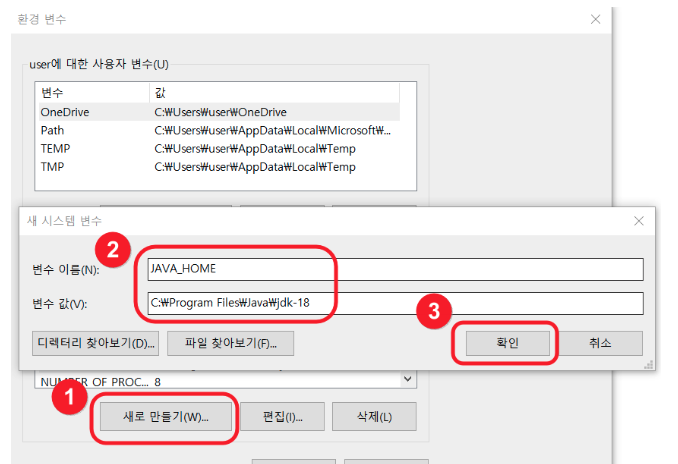 환경 변수
user에 대한 사용자 변수(U)
변수 값
OneDrive C:₩Users₩user₩OneDrive
Path C:₩Users₩user₩AppData₩Local₩Microsoft₩...
TEMP C:₩Users₩user₩AppData₩Local₩Temp
TMP C:₩Users₩user₩AppData₩Local₩Temp
새 시스템 변수
2
변수 이름(N): JAVA_HOME
변수 값(V): C:₩Program Files₩Java₩jdk-18
3
디렉터리 찾아보기(D)... 파일 찾아보기(F)... 확인 취소
NUMBER OF PROC... 8
1
새로 만들기(W)... 편집(I)... 삭제(L)